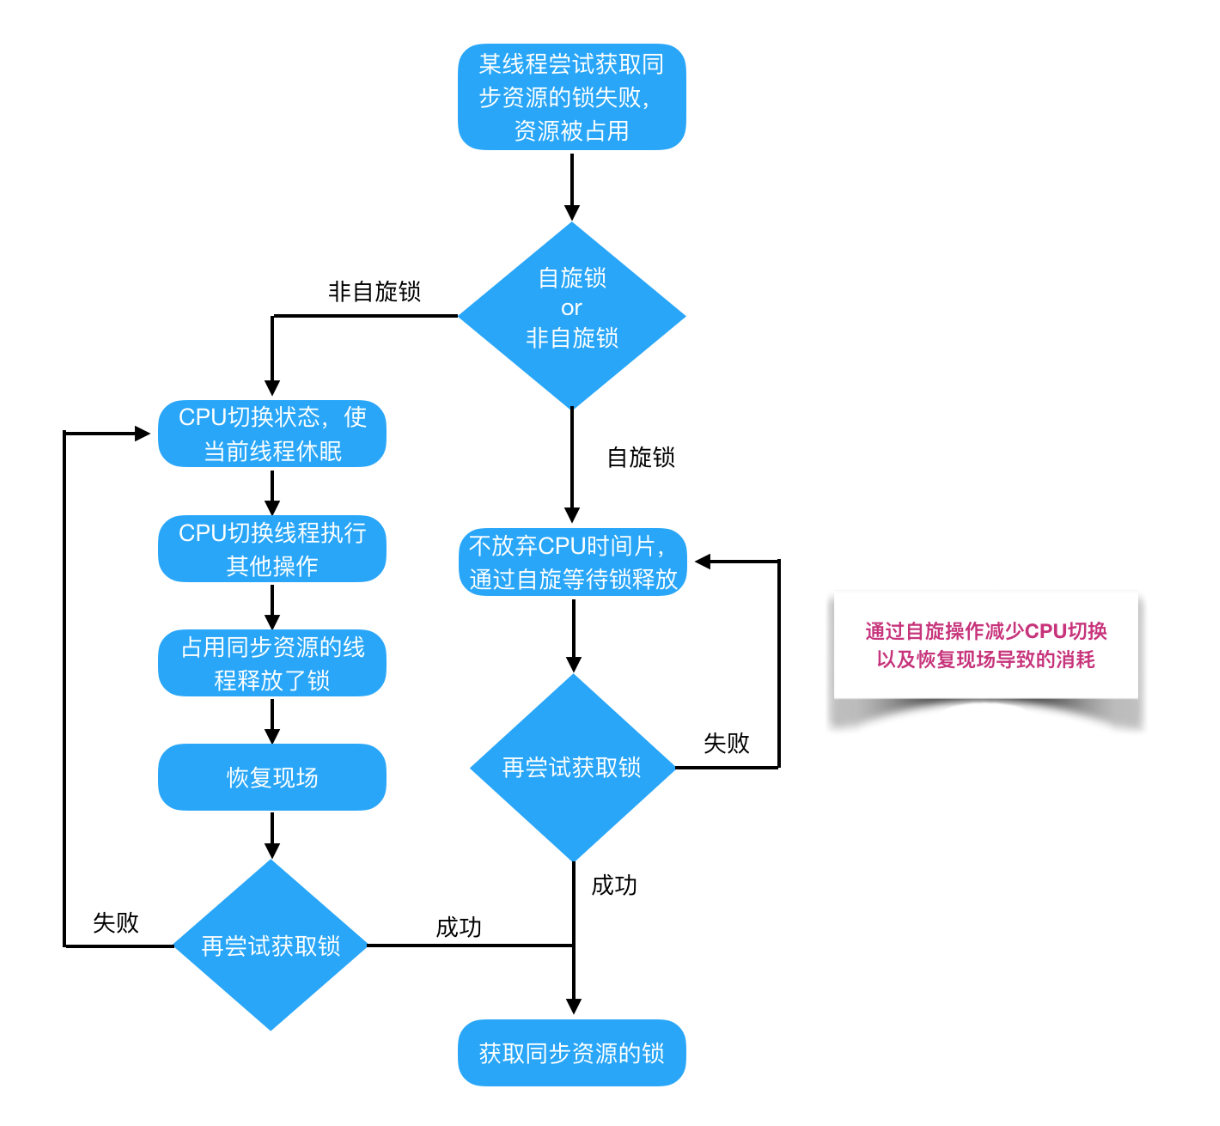 某线程尝试获取同
步资源的锁失败，
资源被占用
自旋锁
or
非自旋锁
非自旋锁
自旋锁
CPU切换状态，使
当前线程休眠
CPU切换线程执行
其他操作
占用同步资源的线
程释放了锁
恢复现场
再尝试获取锁
失败
成功
不放弃CPU时间片，
通过自旋等待锁释放
再尝试获取锁
失败
成功
获取同步资源的锁
通过自旋操作减少CPU切换
以及恢复现场导致的消耗